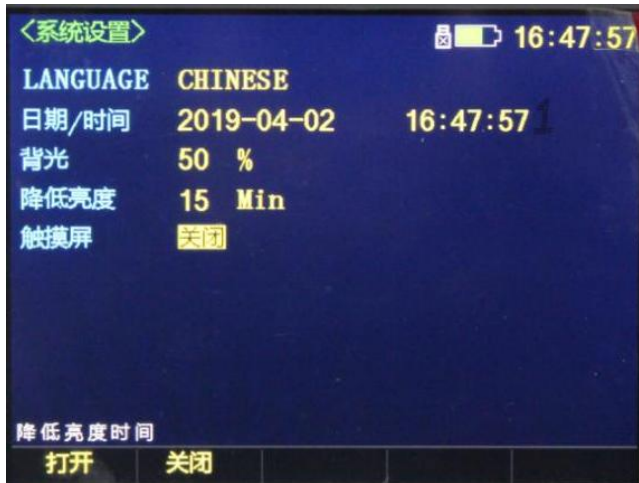 〈系统设置〉 16:47:57
LANGUAGE CHINESE
日期/时间 2019-04-02 16:47:57
背光 50 %
降低亮度 15 Min
触摸屏 关闭
降低亮度时间
打开 关闭